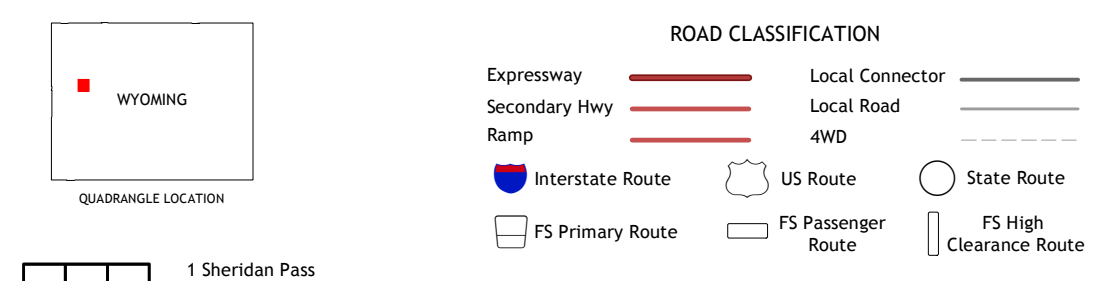 WYOMING
QUADRANGLE LOCATION
ROAD CLASSIFICATION
Expressway
Local Connector
Secondary Hwy
Local Road
Ramp
4WD
Interstate Route
US Route
State Route
FS Primary Route
FS Passenger
Route
FS High
Clearance Route
1 Sheridan Pass